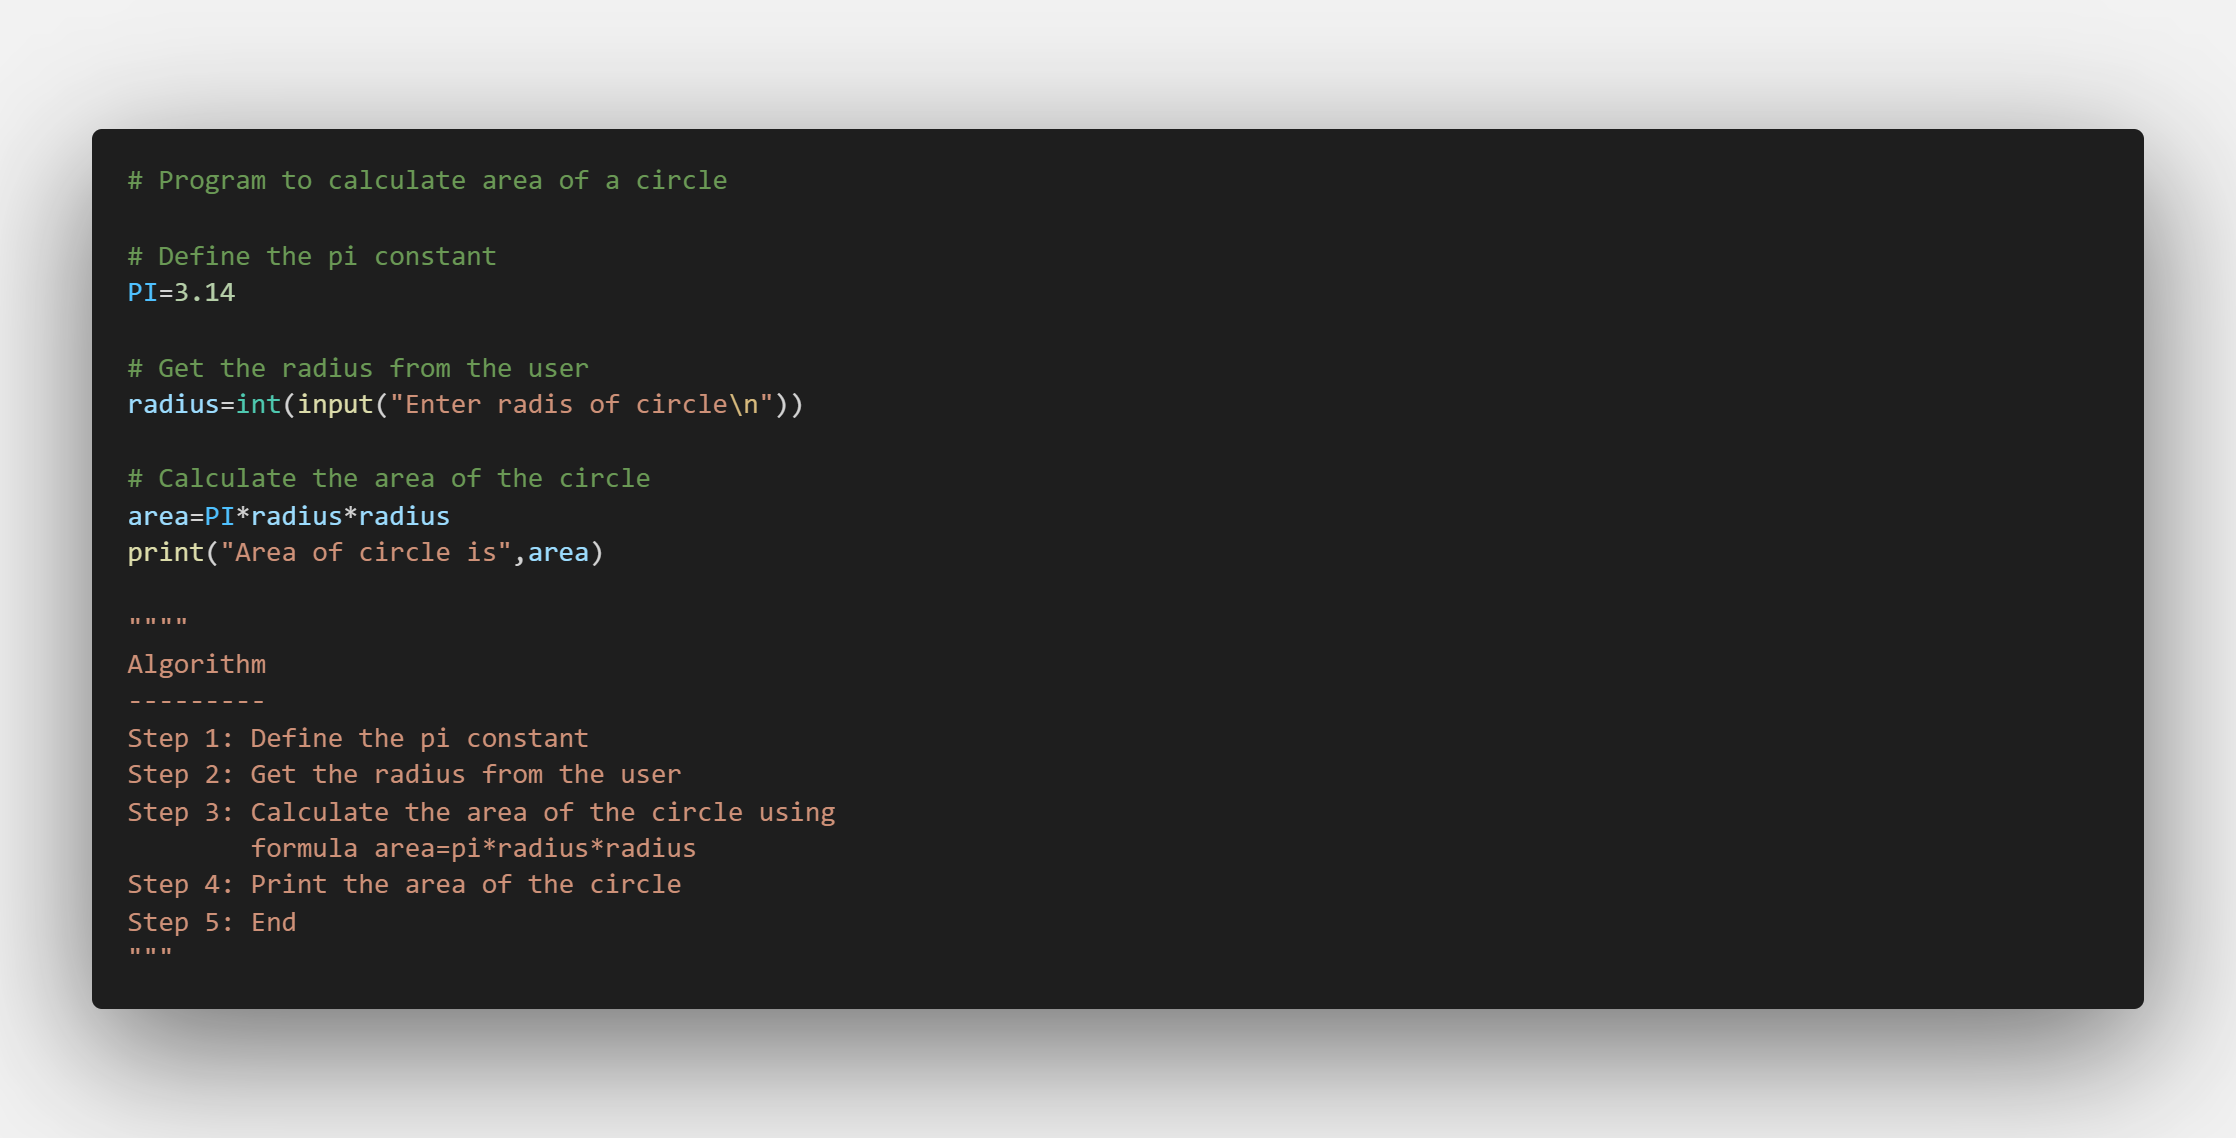 # Program to calculate area of a circle

# Define the pi constant
PI=3.14

# Get the radius from the user
radius=int(input("Enter radis of circle\n"))

# Calculate the area of the circle
area=PI*radius*radius
print("Area of circle is",area)

""""
Algorithm
---------
Step 1: Define the pi constant
Step 2: Get the radius from the user
Step 3: Calculate the area of the circle using
        formula area=pi*radius*radius
Step 4: Print the area of the circle
Step 5: End
"""